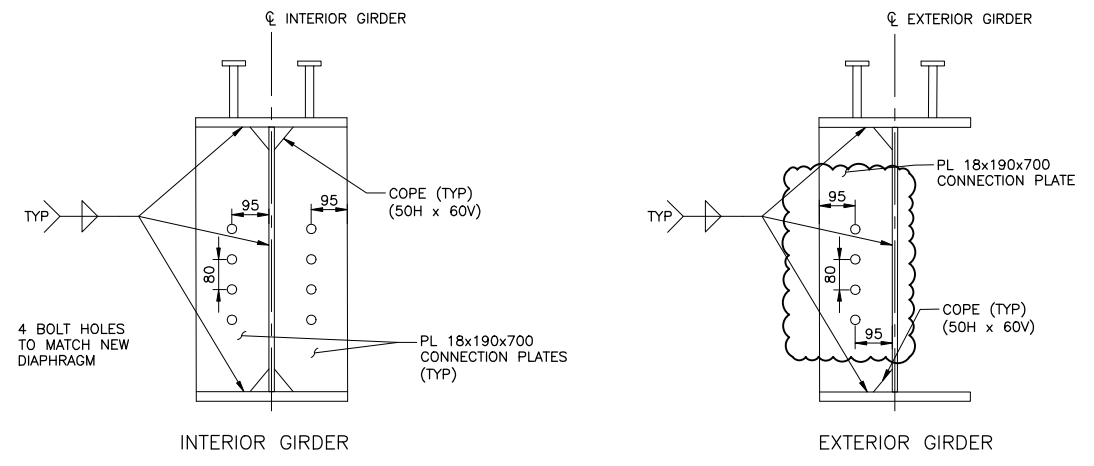 ℄ INTERIOR GIRDER
95
95
COPE (TYP)
(50H x 60V)
TYP
80
4 BOLT HOLES
TO MATCH NEW
DIAPHRAGM
PL 18x190x700
CONNECTION PLATES
(TYP)
INTERIOR GIRDER
℄ EXTERIOR GIRDER
PL 18x190x700
CONNECTION PLATE
95
TYP
80
95
COPE (TYP)
(50H x 60V)
EXTERIOR GIRDER